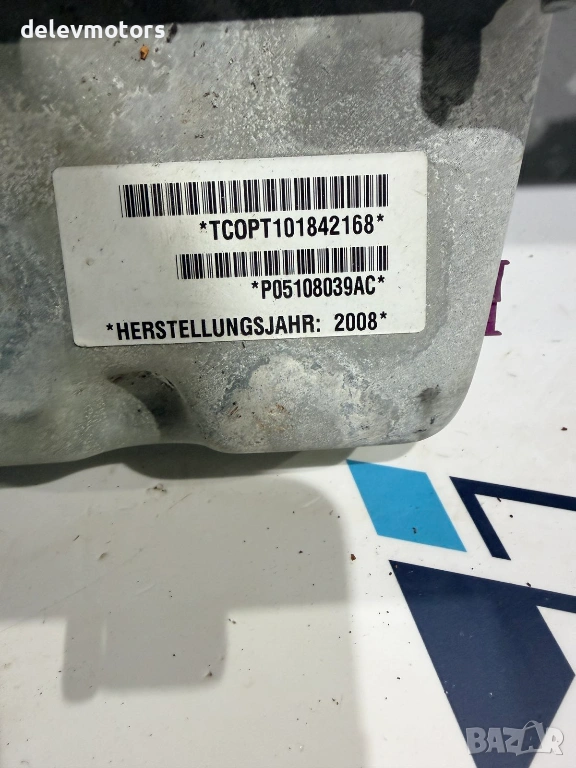 delevmotors
*TCOPT101842168*
*P05108039AC*
*HERSTELLUNGSJAHR: 2008*
BAZAR